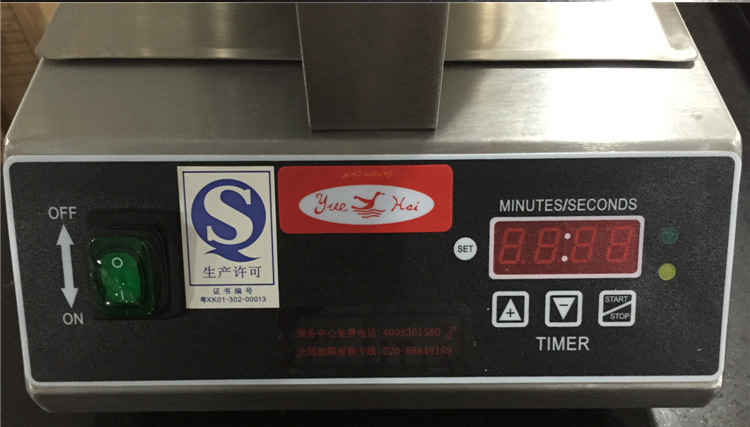 OFF
ON
生产许可
证书编号
粤XK01-302-00013
Yue Hai
服务中心免费电话:4008301580
全国故障报修专线:020-86848189
MINUTES/SECONDS
SET
88:88
START
STOP
TIMER